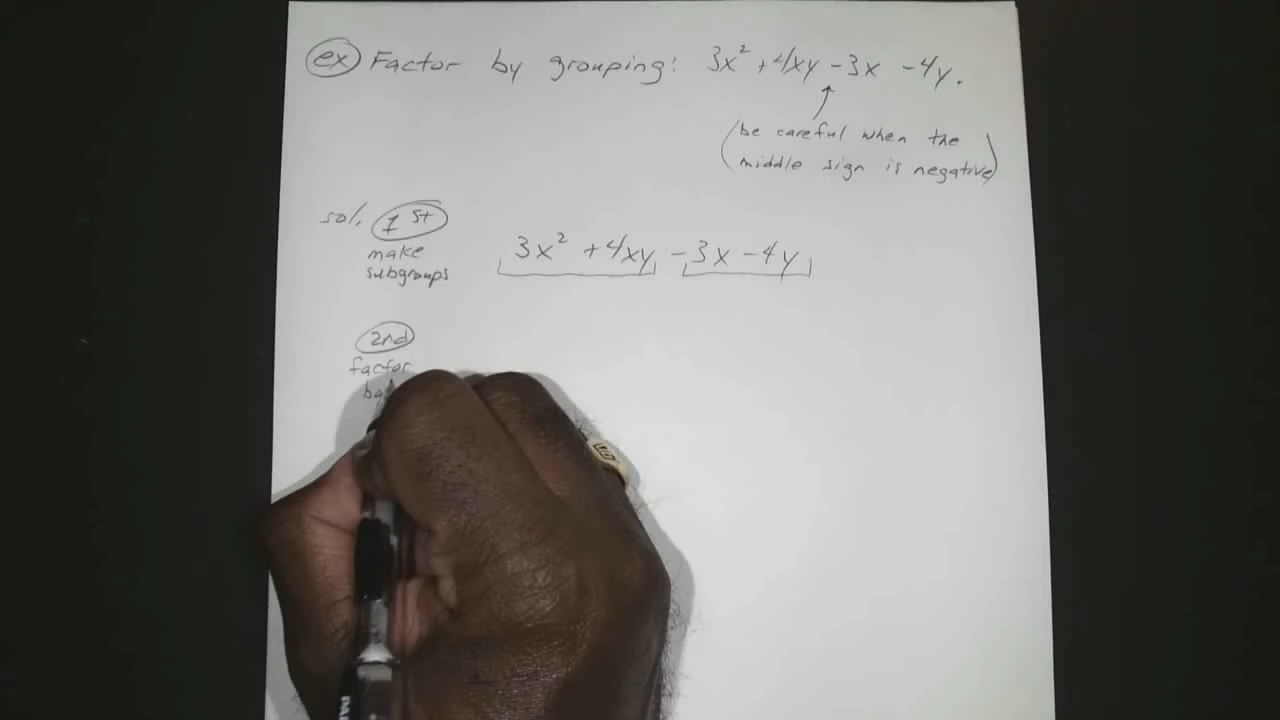 ex Factor by grouping: 3x² + 4xy - 3x - 4y.
(be careful when the
middle sign is negative)
sol. 1st
make
subgroups
3x² + 4xy - 3x - 4y
2nd
factor